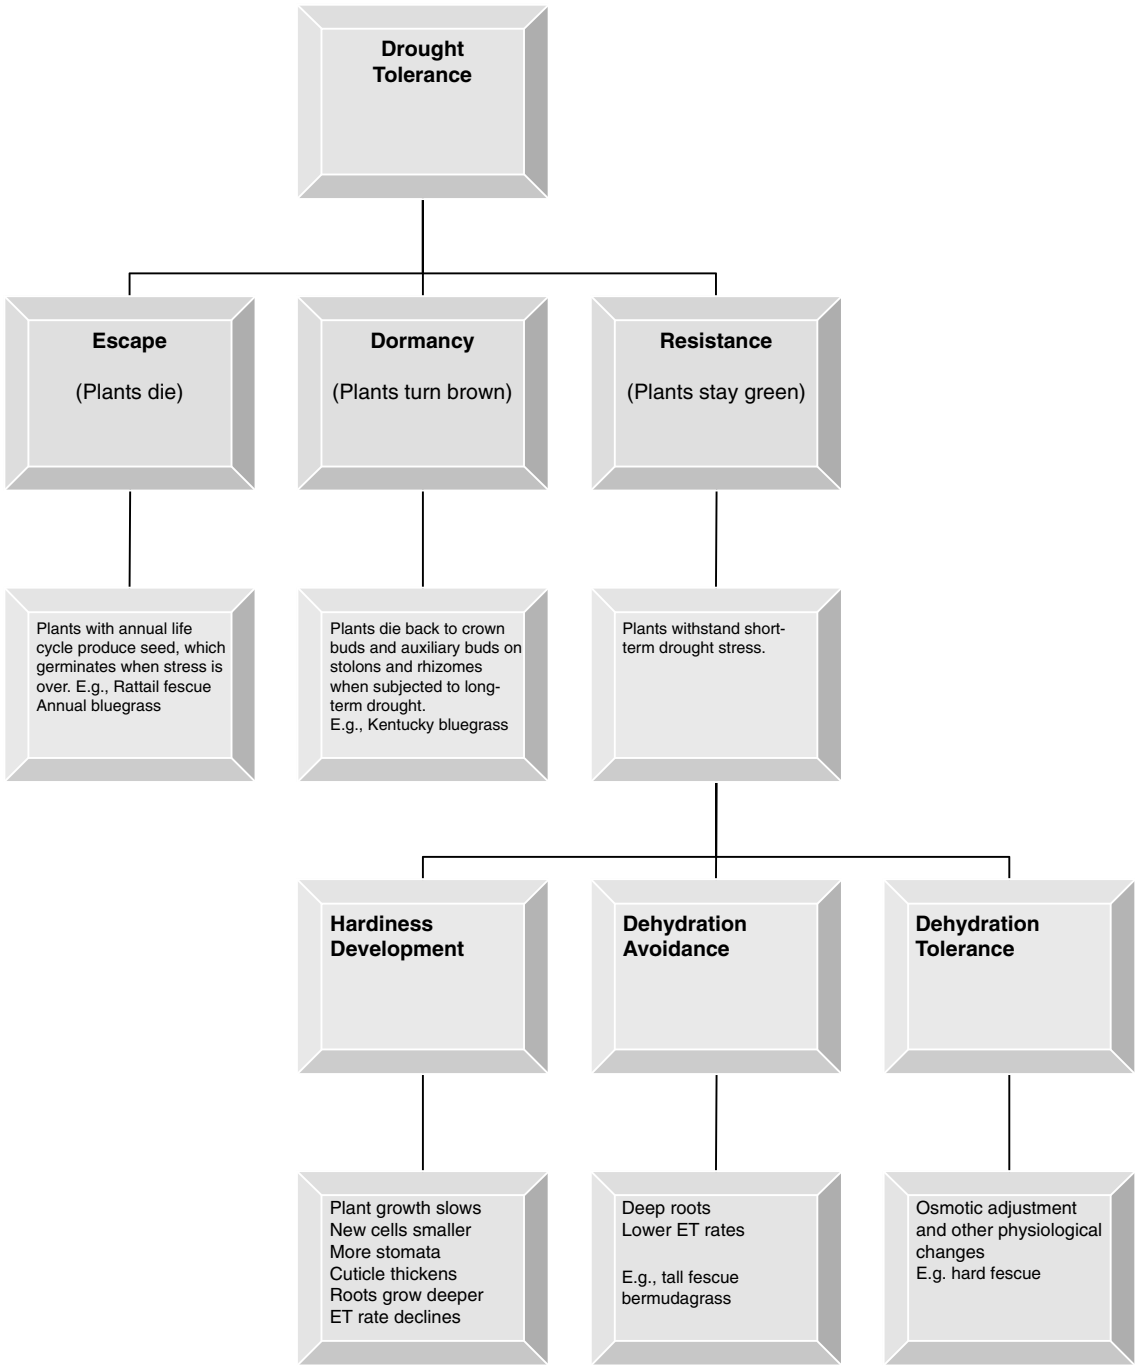 Drought
Tolerance
Escape
(Plants die)
Dormancy
(Plants turn brown)
Resistance
(Plants stay green)
Plants with annual life
cycle produce seed, which
germinates when stress is
over. E.g., Rattail fescue
Annual bluegrass
Plants die back to crown
buds and auxiliary buds on
stolons and rhizomes
when subjected to long-
term drought.
E.g., Kentucky bluegrass
Plants withstand short-
term drought stress.
Hardiness
Development
Dehydration
Avoidance
Dehydration
Tolerance
Plant growth slows
New cells smaller
More stomata
Cuticle thickens
Roots grow deeper
ET rate declines
Deep roots
Lower ET rates
E.g., tall fescue
bermudagrass
Osmotic adjustment
and other physiological
changes
E.g. hard fescue